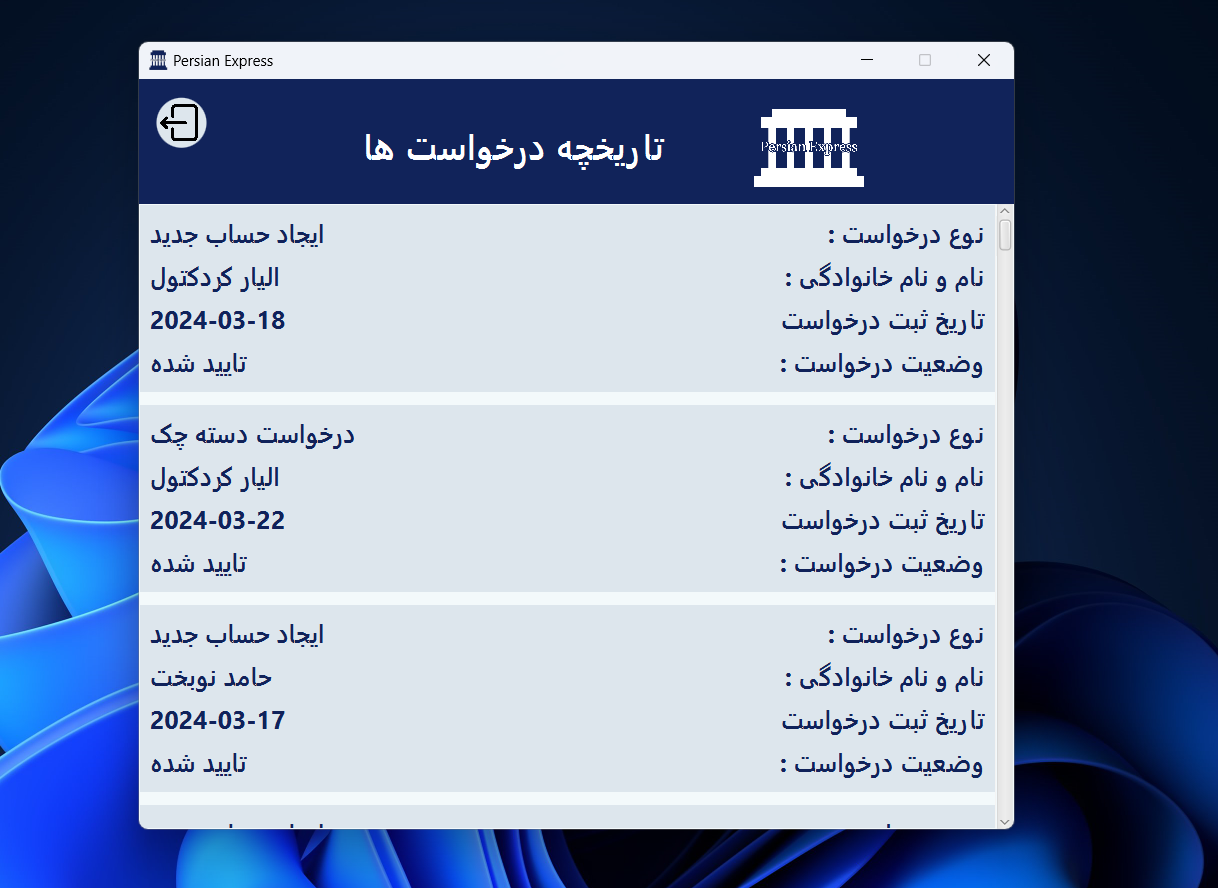 Persian Express
تاریخچه درخواست ها
Persian Express
نوع درخواست : ایجاد حساب جدید
نام و نام خانوادگی : الیار کردکتول
تاریخ ثبت درخواست 2024-03-18
وضعیت درخواست : تایید شده
نوع درخواست : درخواست دسته چک
نام و نام خانوادگی : الیار کردکتول
تاریخ ثبت درخواست 2024-03-22
وضعیت درخواست : تایید شده
نوع درخواست : ایجاد حساب جدید
نام و نام خانوادگی : حامد نوبخت
تاریخ ثبت درخواست 2024-03-17
وضعیت درخواست : تایید شده